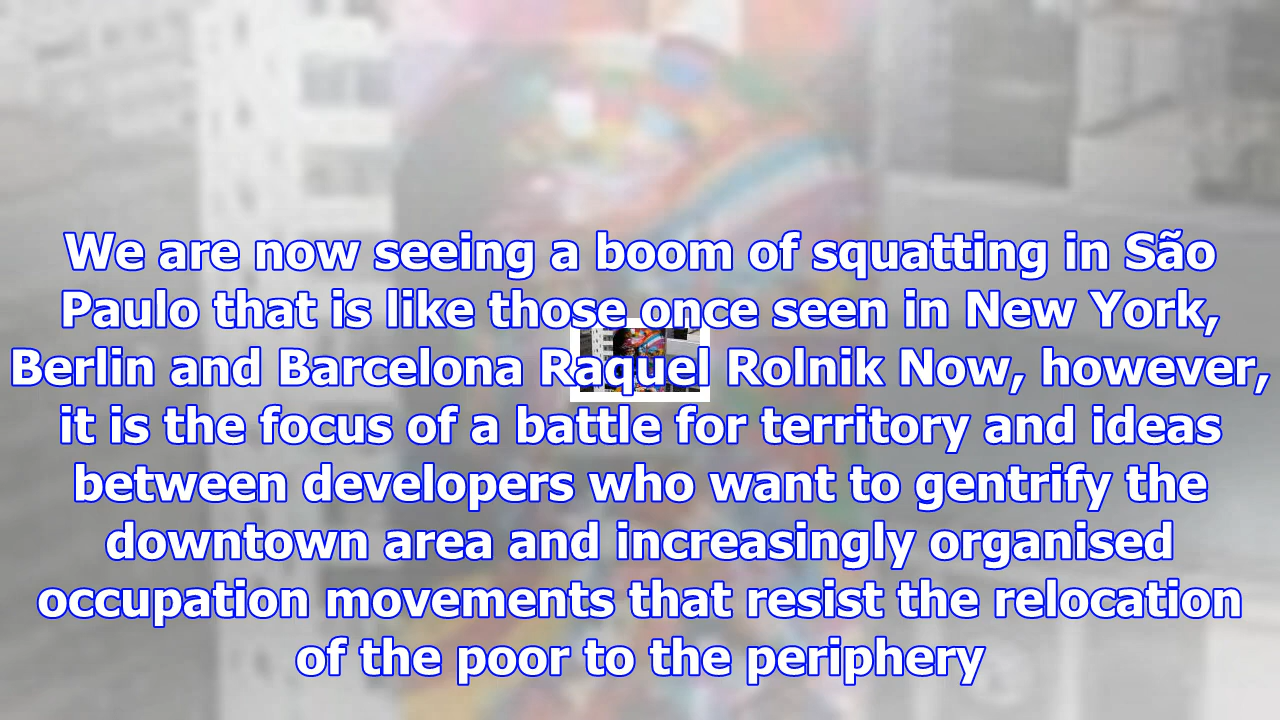 We are now seeing a boom of squatting in São
Paulo that is like those once seen in New York,
Berlin and Barcelona Raquel Rolnik Now, however,
it is the focus of a battle for territory and ideas
between developers who want to gentrify the
downtown area and increasingly organised
occupation movements that resist the relocation
of the poor to the periphery